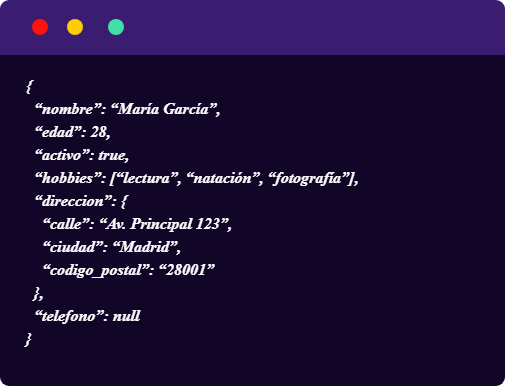 {
“nombre”: “María García”,
“edad”: 28,
“activo”: true,
“hobbies”: [“lectura”, “natación”, “fotografía”],
“direccion”: {
“calle”: “Av. Principal 123”,
“ciudad”: “Madrid”,
“codigo_postal”: “28001”
},
“telefono”: null
}